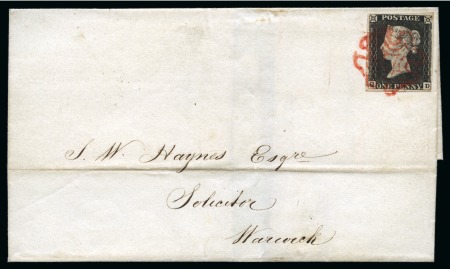 POSTAGE
ONE PENNY
D
J. W. Haynes Esqre
Solicitor
Warwick